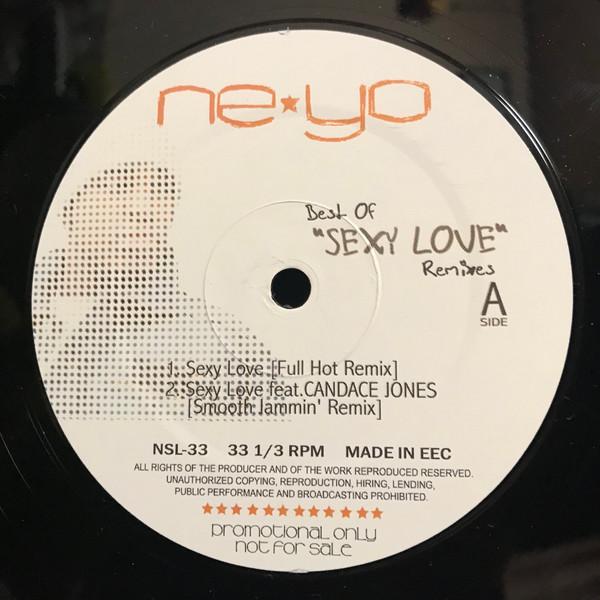 ne★yo
Best Of
"SEXY LOVE"
Remixes
A
SIDE
1. Sexy Love [Full Hot Remix]
2. Sexy Love feat.CANDACE JONES
[Smooth Jammin' Remix]
NSL-33 33 1/3 RPM MADE IN EEC
ALL RIGHTS OF THE PRODUCER AND OF THE WORK REPRODUCED RESERVED.
UNAUTHORIZED COPYING, REPRODUCTION, HIRING, LENDING,
PUBLIC PERFORMANCE AND BROADCASTING PROHIBITED.
★★★★★★★★★★★★
promotional only
not for sale